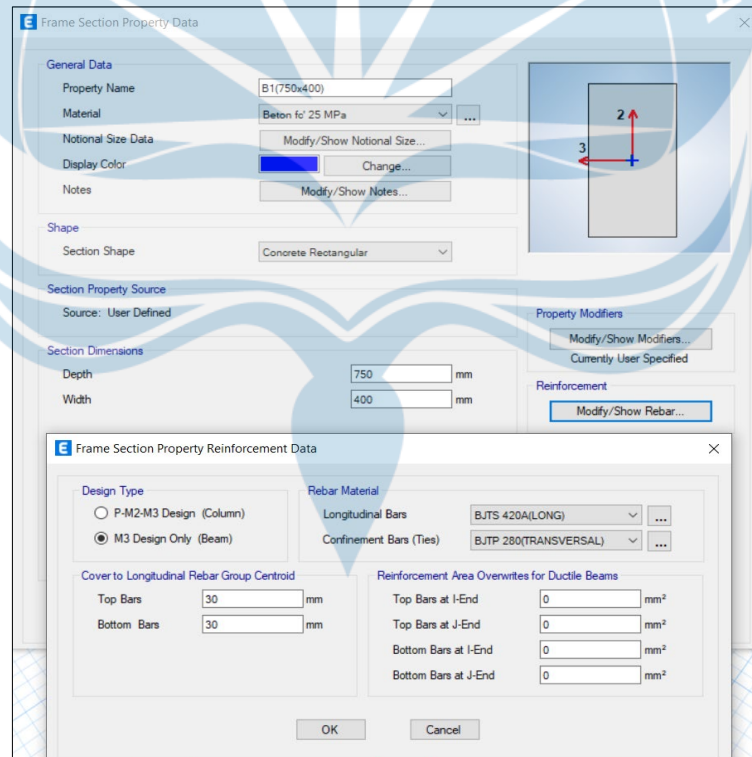 E Frame Section Property Data
General Data
Property Name B1(750x400)
Material Beton fc' 25 MPa ...
Notional Size Data Modify/Show Notional Size...
Display Color Change...
Notes Modify/Show Notes...
2
3
Shape
Section Shape Concrete Rectangular
Section Property Source
Source: User Defined
Property Modifiers
Modify/Show Modifiers...
Currently User Specified
Section Dimensions
Depth 750 mm
Width 400 mm
Reinforcement
Modify/Show Rebar...
E Frame Section Property Reinforcement Data
Design Type
P-M2-M3 Design (Column)
M3 Design Only (Beam)
Rebar Material
Longitudinal Bars BJTS 420A(LONG) ...
Confinement Bars (Ties) BJTP 280(TRANSVERSAL) ...
Cover to Longitudinal Rebar Group Centroid
Top Bars 30 mm
Bottom Bars 30 mm
Reinforcement Area Overwrites for Ductile Beams
Top Bars at I-End 0 mm²
Top Bars at J-End 0 mm²
Bottom Bars at I-End 0 mm²
Bottom Bars at J-End 0 mm²
OK Cancel